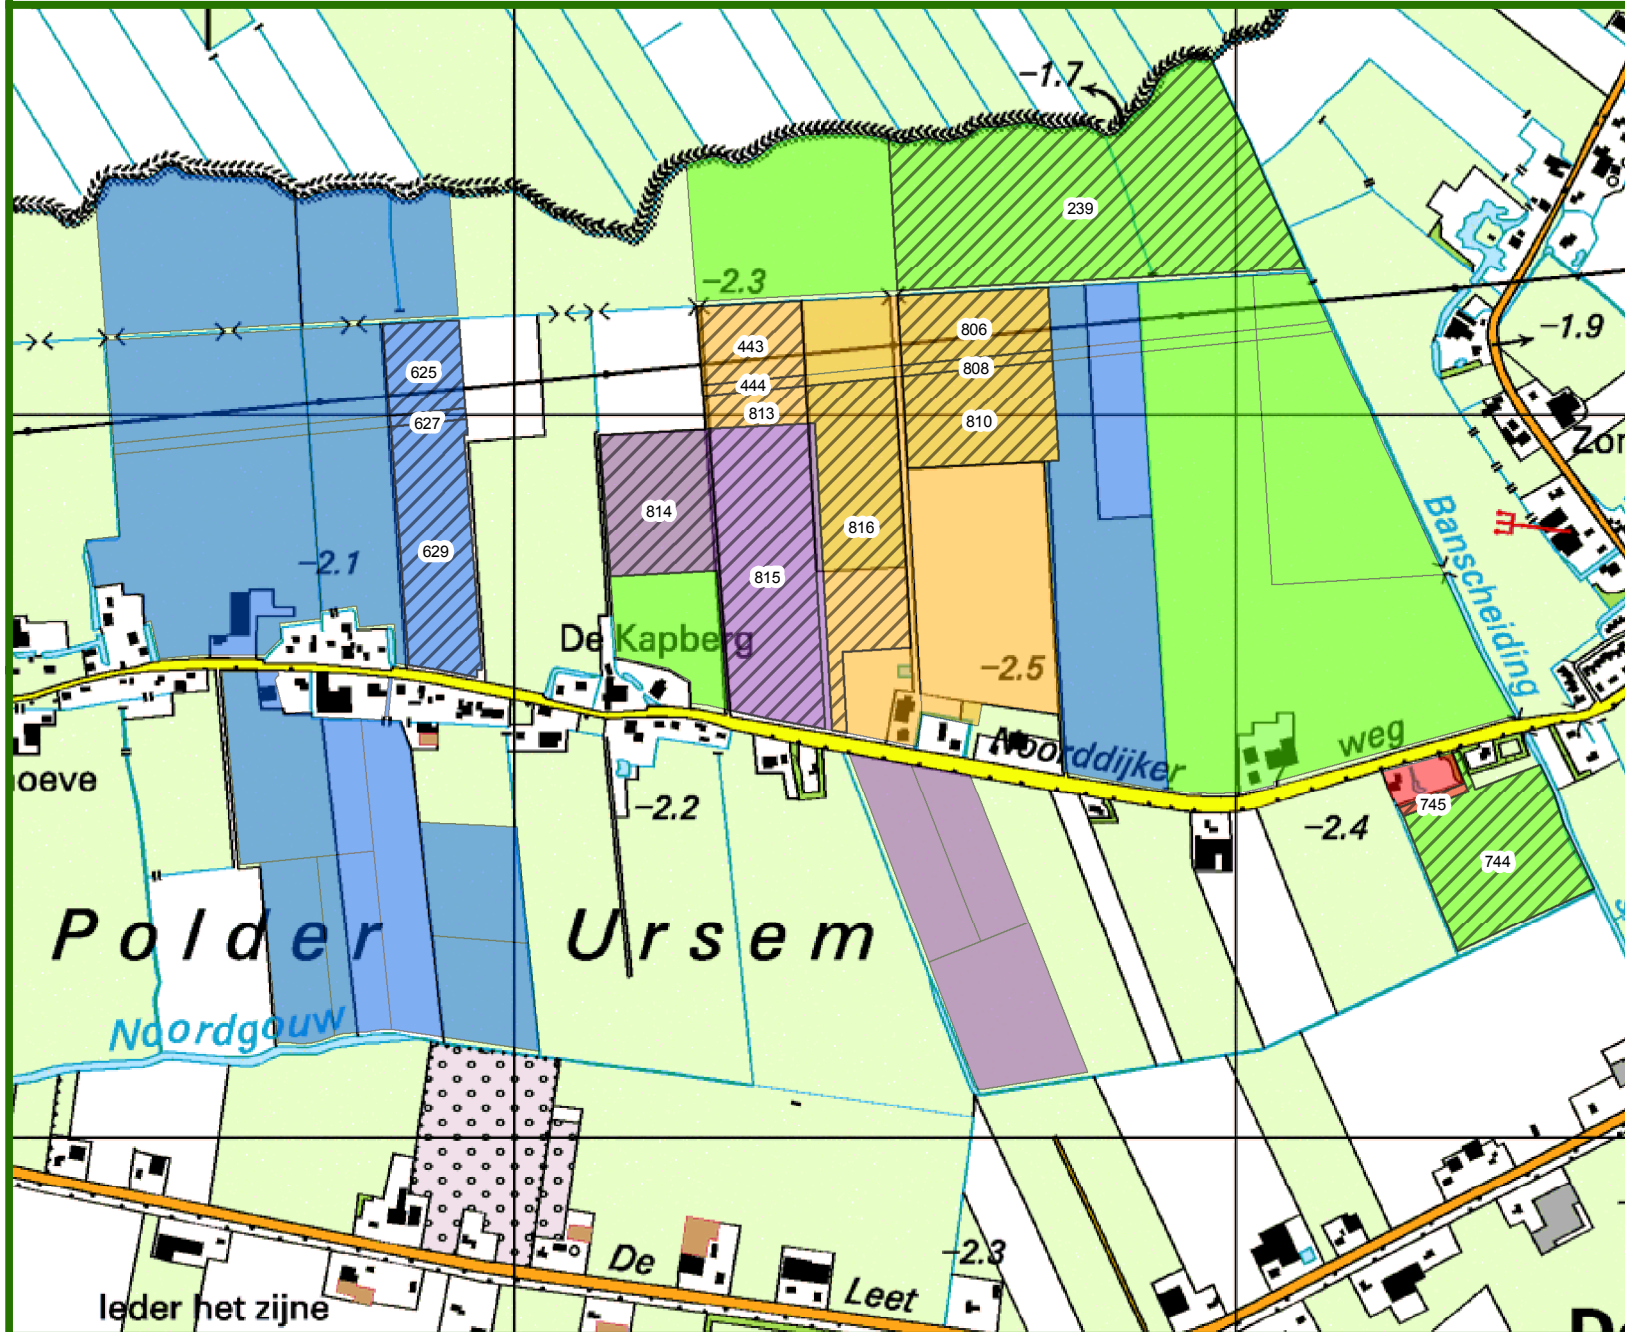 −1.7
239
−2.3
−1.9
443
806
625
444
808
813
627
810
Zor
814
816
629
−2.1
815
Banscheiding
De Kapberg
−2.5
Noorddijker weg
oeve
−2.2
745
−2.4
744
Polder Ursem
Noordgouw
De Leet
−2.3
Ieder het zijne